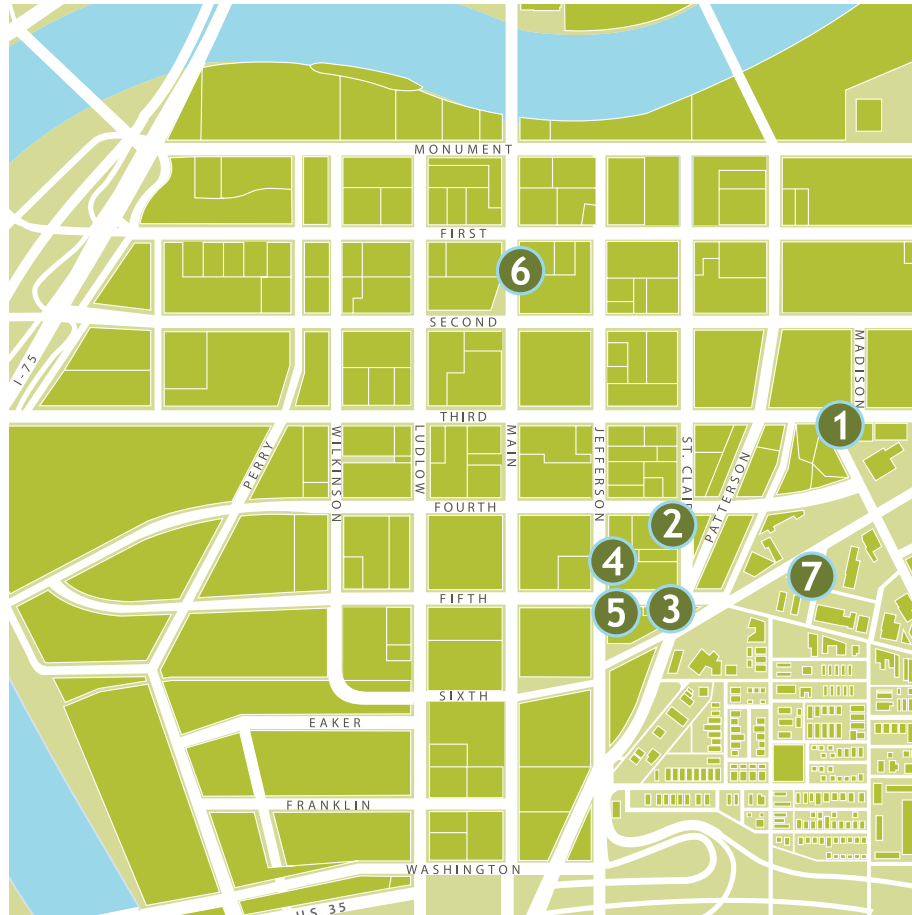 MONUMENT
FIRST
6
SECOND
I-75
MADISON
THIRD
1
PERRY
WILKINSON
LUDLOW
MAIN
JEFFERSON
ST. CLAIR
PATTERSON
FOURTH
2
4
7
FIFTH
5
3
SIXTH
EAKER
FRANKLIN
WASHINGTON
U.S. 35